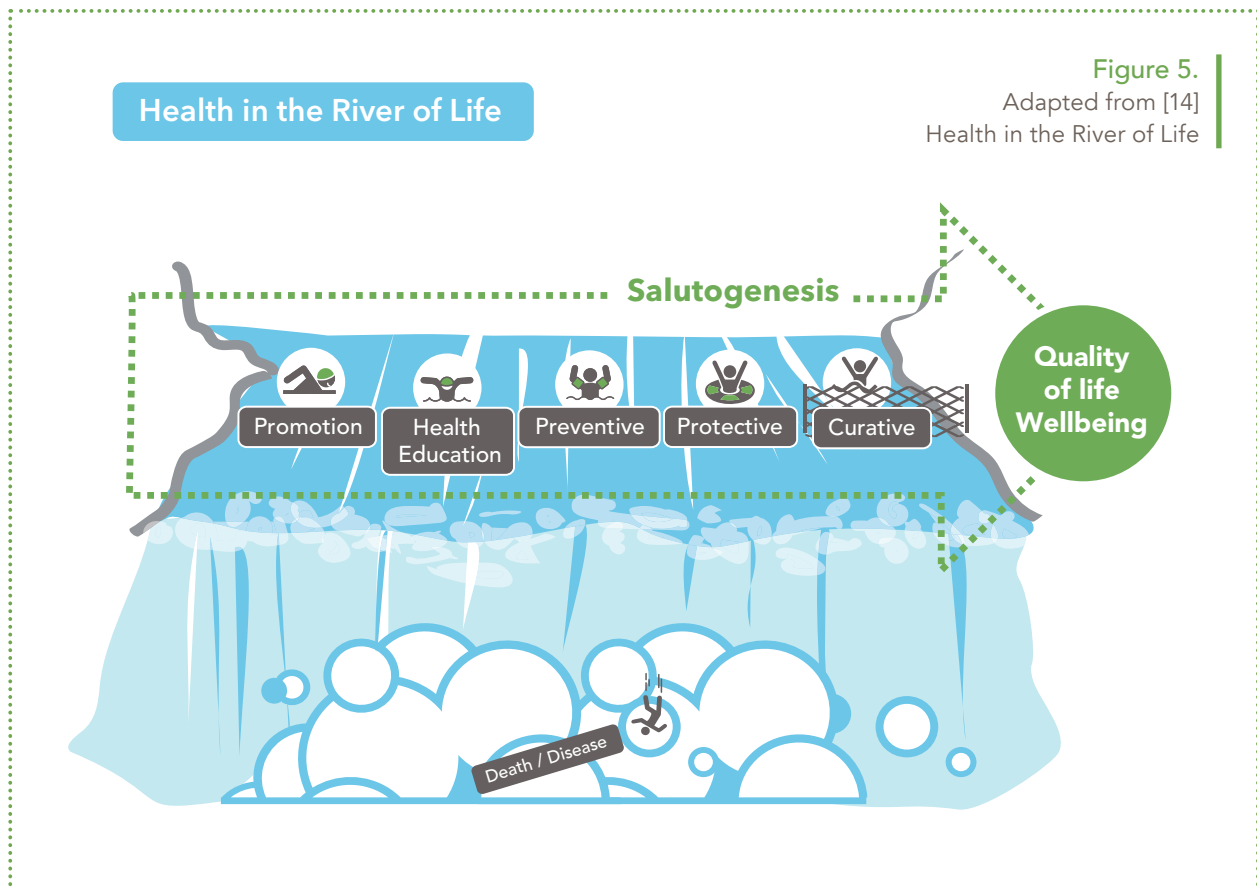 Health in the River of Life
Figure 5.
Adapted from [14]
Health in the River of Life
Salutogenesis
Quality
of life
Wellbeing
Promotion
Health
Education
Preventive
Protective
Curative
Death / Disease